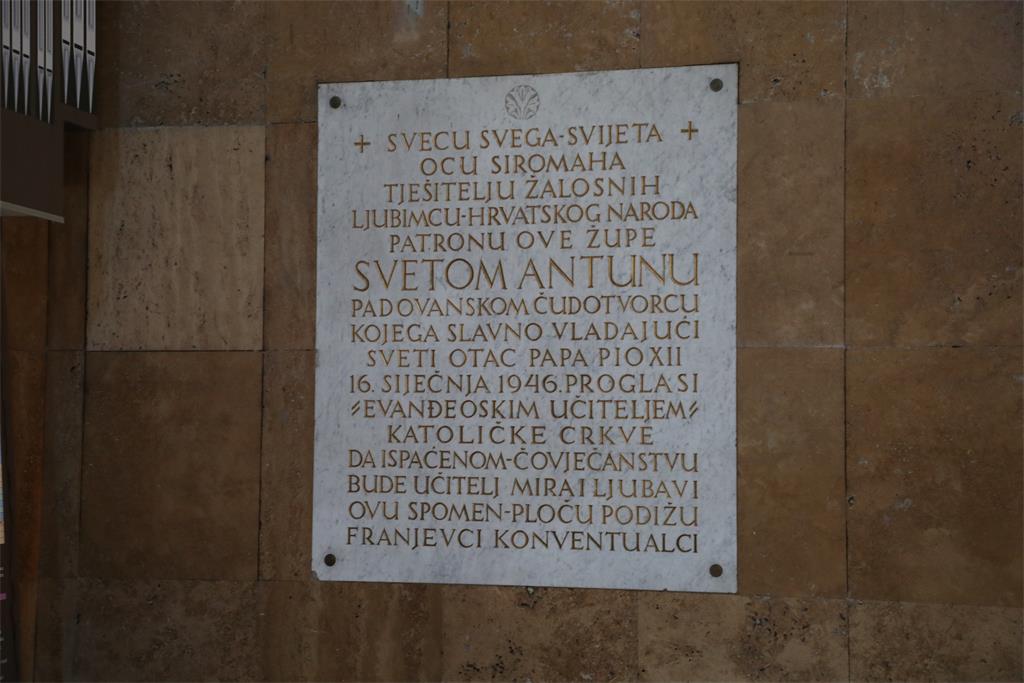 + SVECU SVEGA-SVIJETA +
OCU SIROMAHA
TJEŠITELJU ŽALOSNIH
LJUBIMCU-HRVATSKOG NARODA
PATRONU OVE ŽUPE
SVETOM ANTUNU
PADOVANSKOM ČUDOTVORCU
KOJEGA SLAVNO VLADAJUĆI
SVETI OTAC PAPA PIO XII
16. SIJEČNJA 1946. PROGLASI
"EVANĐEOSKIM UČITELJEM"
KATOLIČKE CRKVE
DA ISPAĆENOM-ČOVJEČANSTVU
BUDE UČITELJ MIRA I LJUBAVI
OVU SPOMEN-PLOČU PODIŽU
FRANJEVCI KONVENTUALCI